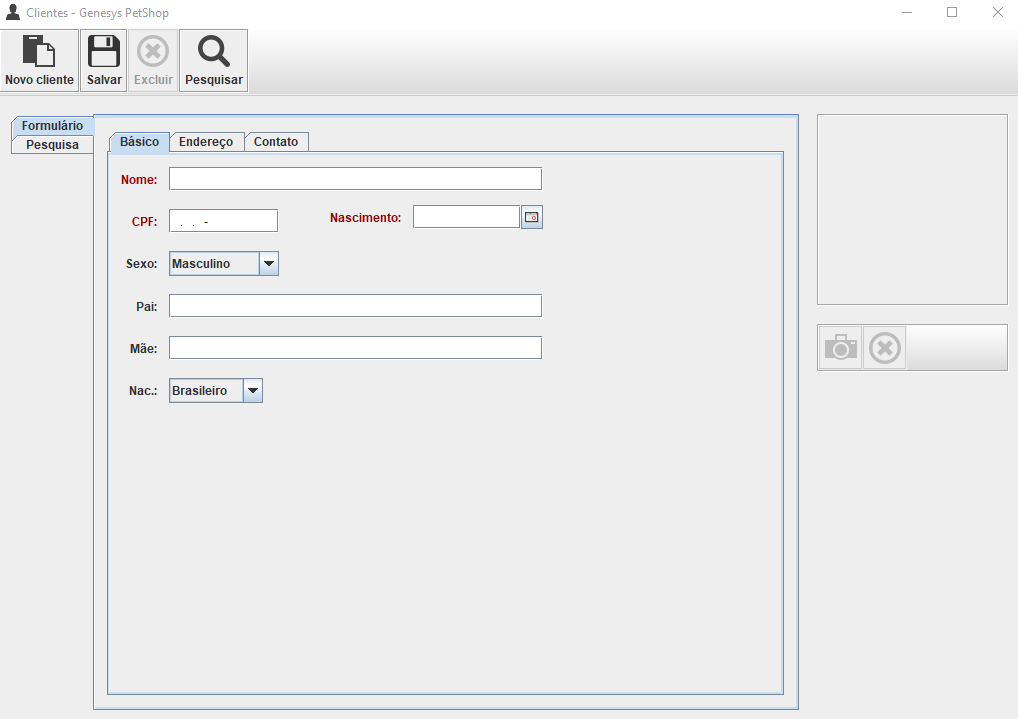 Clientes - Genesys PetShop
Novo cliente Salvar Excluir Pesquisar
Formulário
Pesquisa
Básico Endereço Contato
Nome:
CPF: . . - Nascimento:
Sexo: Masculino
Pai:
Mãe:
Nac.: Brasileiro